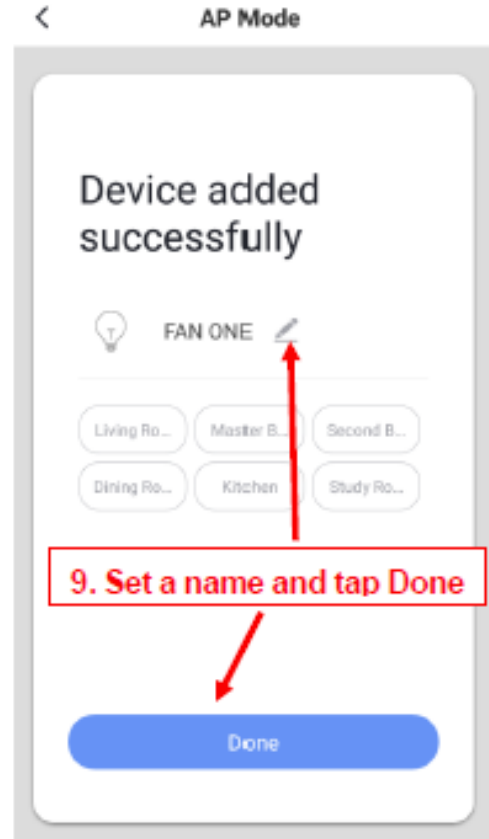 AP Mode
Device added
successfully
T FAN ONE
Living Ro... Master B... Second B...
Dining Ro... Kitchen Study Ro...
9. Set a name and tap Done
Done